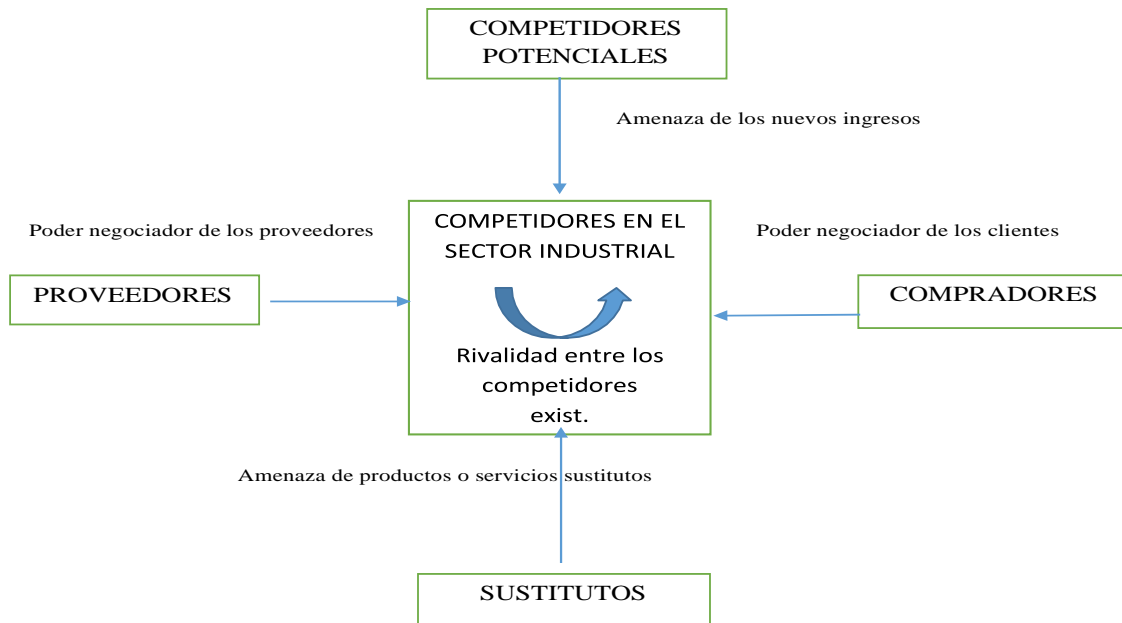 COMPETIDORES
POTENCIALES
Amenaza de los nuevos ingresos
Poder negociador de los proveedores
COMPETIDORES EN EL
SECTOR INDUSTRIAL
Poder negociador de los clientes
PROVEEDORES
COMPRADORES
Rivalidad entre los
competidores
exist.
Amenaza de productos o servicios sustitutos
SUSTITUTOS